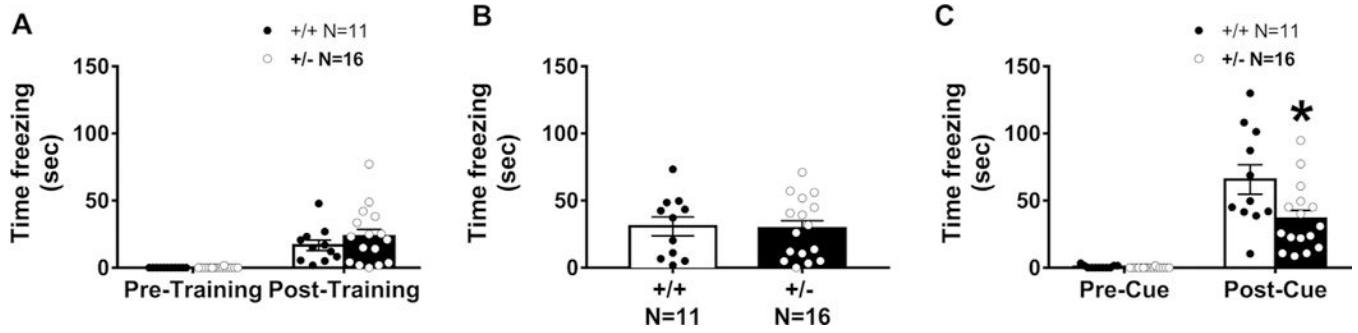 A
+/+ N=11
+/- N=16
Time freezing
(sec)
150
100
50
0
Pre-Training Post-Training
B
Time freezing
(sec)
150
100
50
0
+/+ +/-
N=11 N=16
C
+/+ N=11
+/- N=16
Time freezing
(sec)
150
100
50
0
*
Pre-Cue Post-Cue